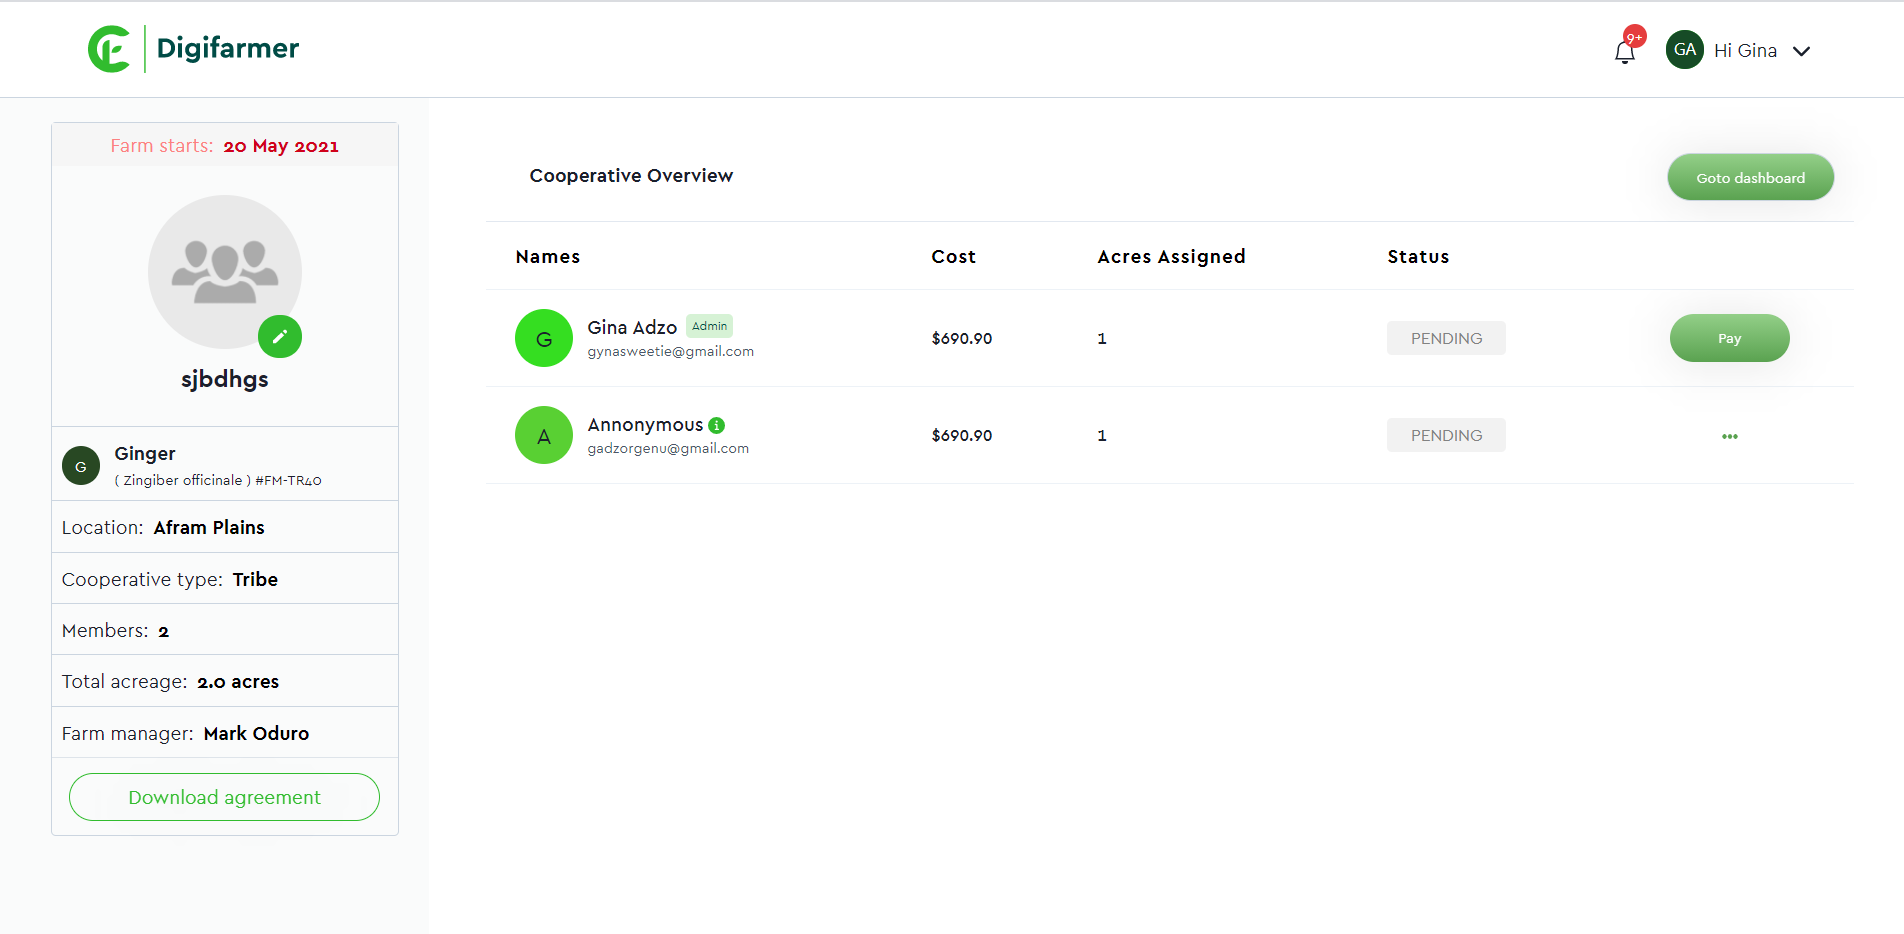 Digifarmer
9+
GA
Hi Gina
Farm starts: 20 May 2021
sjbdhgs
G
Ginger
( Zingiber officinale ) #FM-TR40
Location: Afram Plains
Cooperative type: Tribe
Members: 2
Total acreage: 2.0 acres
Farm manager: Mark Oduro
Download agreement
Cooperative Overview
Goto dashboard
Names Cost Acres Assigned Status
G
Gina Adzo Admin
gynasweetie@gmail.com
$690.90 1 PENDING Pay
A
Annonymous i
gadzorgenu@gmail.com
$690.90 1 PENDING